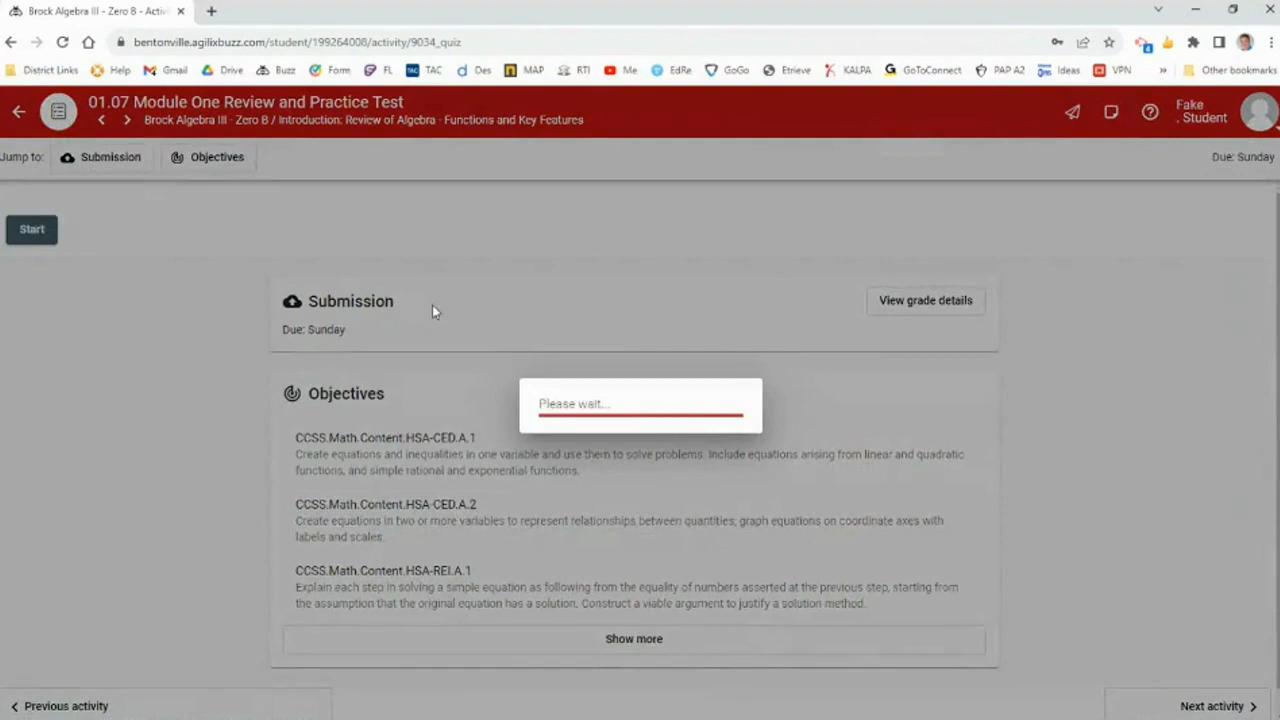 Brock Algebra III - Zero B - Activi
bentonville.agilixbuzz.com/student/199264008/activity/9034_quiz
District Links Help Gmail Drive Buzz Form FL TAC Des MAP RTI Me EdRe GoGo Etrieve KALPA GoToConnect PAP A2 Ideas VPN » Other bookmarks
01.07 Module One Review and Practice Test
Brock Algebra III - Zero B / Introduction: Review of Algebra - Functions and Key Features
Fake
. Student
Jump to: Submission Objectives Due: Sunday
Start
Submission View grade details
Due: Sunday
Please wait...
Objectives
CCSS.Math.Content.HSA-CED.A.1
Create equations and inequalities in one variable and use them to solve problems. Include equations arising from linear and quadratic
functions, and simple rational and exponential functions.
CCSS.Math.Content.HSA-CED.A.2
Create equations in two or more variables to represent relationships between quantities; graph equations on coordinate axes with
labels and scales.
CCSS.Math.Content.HSA-REI.A.1
Explain each step in solving a simple equation as following from the equality of numbers asserted at the previous step, starting from
the assumption that the original equation has a solution. Construct a viable argument to justify a solution method.
Show more
Previous activity Next activity